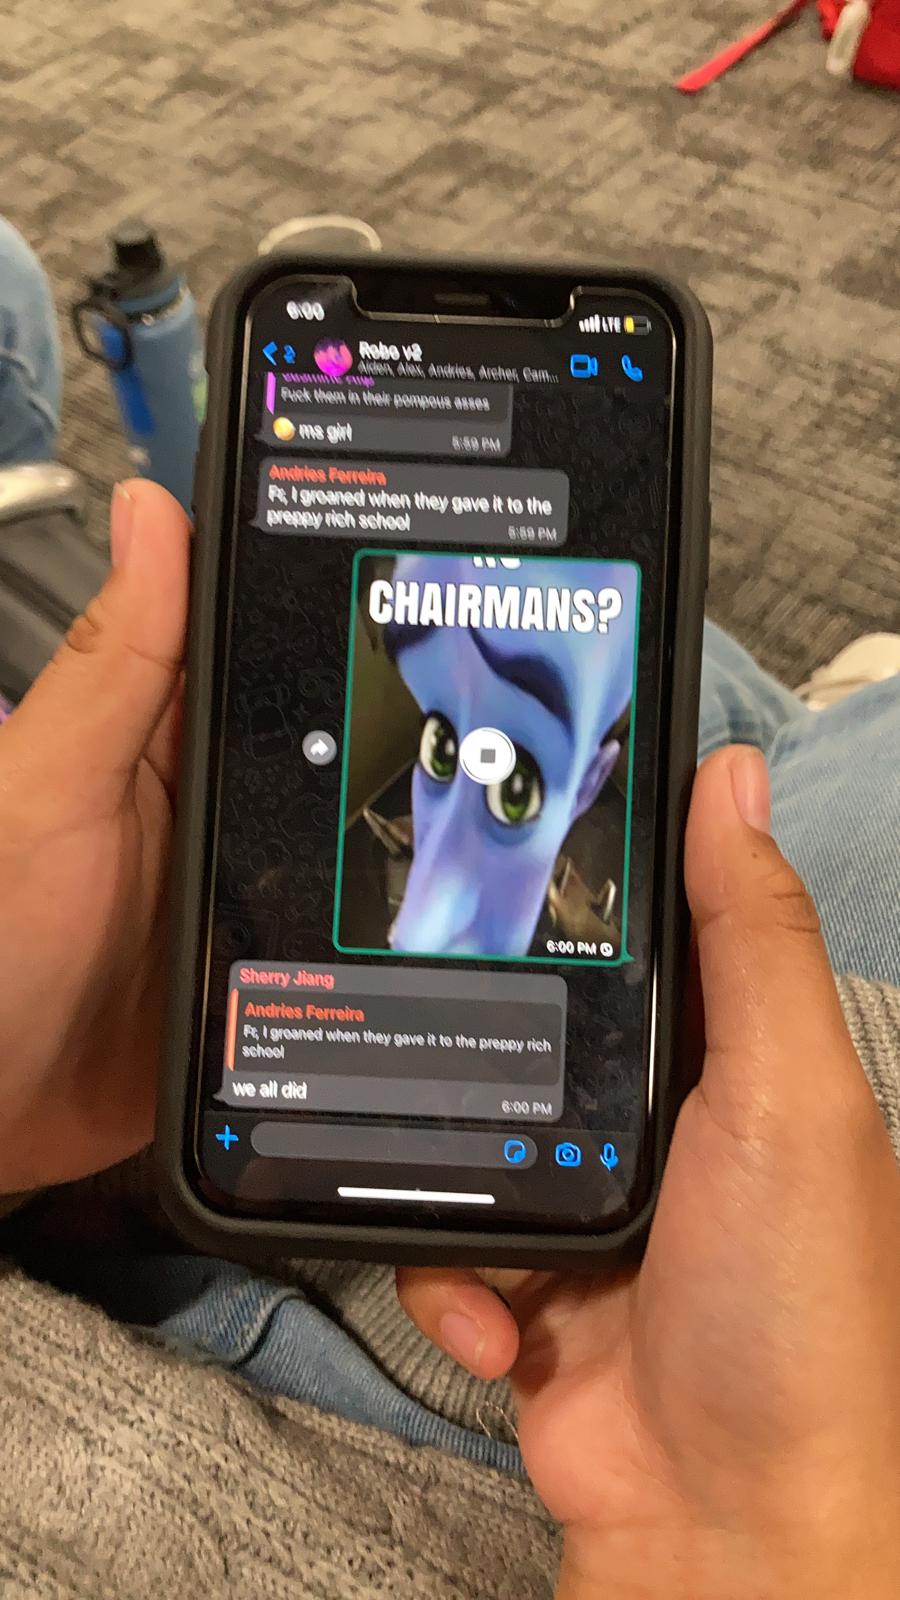 6:00
LTE
2
Robo v2
Aiden, Alex, Andries, Archer, Cam...
Fuck them in their pompous asses
ms girl
5:59 PM
Andries Ferreira
Fr, I groaned when they gave it to the
preppy rich school
5:59 PM
NO
CHAIRMANS?
6:00 PM
Sherry Jiang
Andries Ferreira
Fr, I groaned when they gave it to the preppy rich
school
we all did
6:00 PM